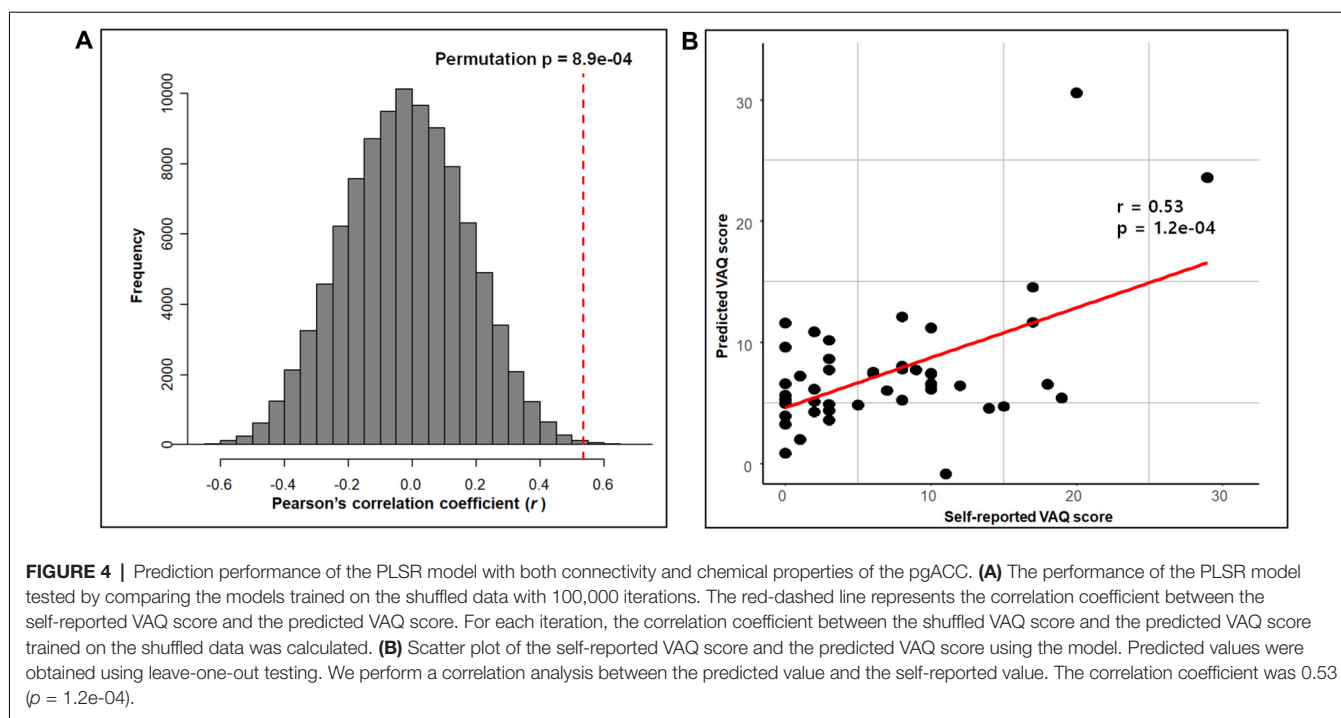 A
Permutation p = 8.9e-04
10000
8000
6000
4000
2000
0
Frequency
-0.6 -0.4 -0.2 0.0 0.2 0.4 0.6
Pearson's correlation coefficient (r)
B
30
20
10
0
Predicted VAQ score
r = 0.53
p = 1.2e-04
0 10 20 30
Self-reported VAQ score
FIGURE 4 | Prediction performance of the PLSR model with both connectivity and chemical properties of the pgACC. (A) The performance of the PLSR model
tested by comparing the models trained on the shuffled data with 100,000 iterations. The red-dashed line represents the correlation coefficient between the
self-reported VAQ score and the predicted VAQ score. For each iteration, the correlation coefficient between the shuffled VAQ score and the predicted VAQ score
trained on the shuffled data was calculated. (B) Scatter plot of the self-reported VAQ score and the predicted VAQ score using the model. Predicted values were
obtained using leave-one-out testing. We perform a correlation analysis between the predicted value and the self-reported value. The correlation coefficient was 0.53
(p = 1.2e-04).